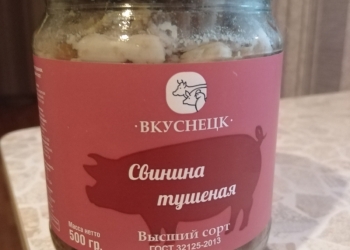 ·ВКУСНЕЦК·
Свинина
тушеная
Масса нетто
500 гр.
Высший сорт
ГОСТ 32125-2013